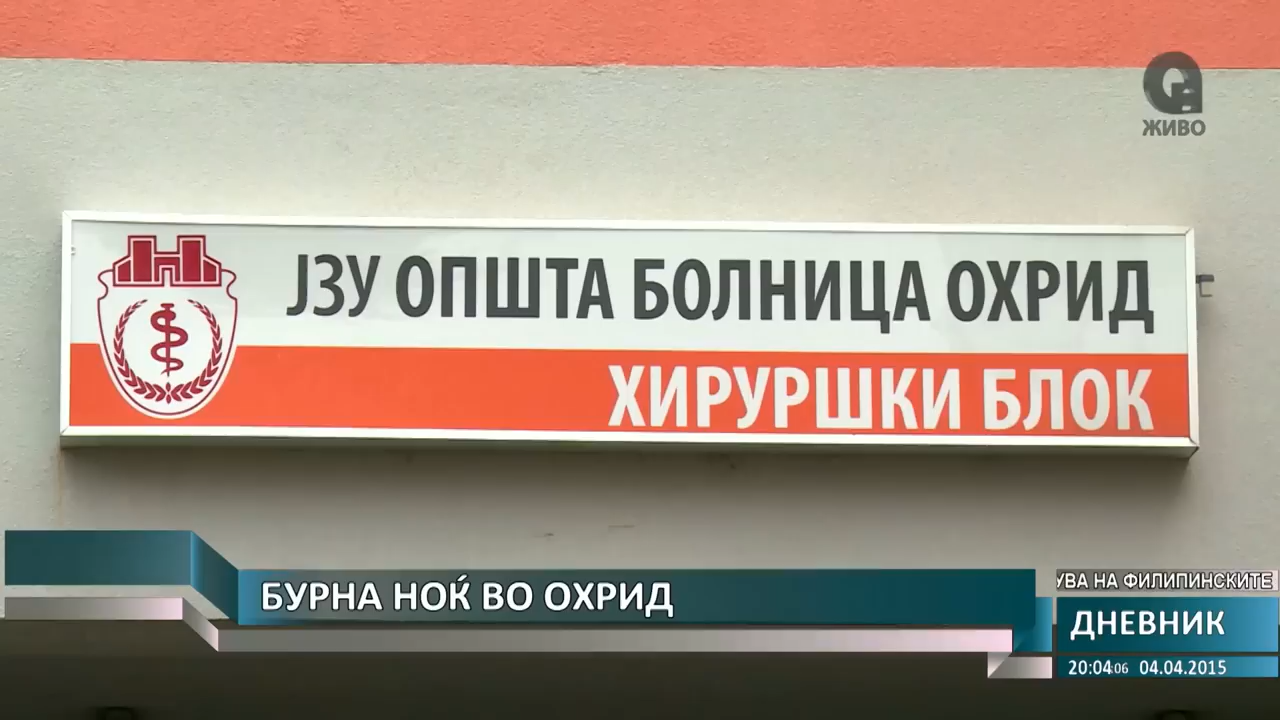 ЖИВО
ЈЗУ ОПШТА БОЛНИЦА ОХРИД
ХИРУРШКИ БЛОК
БУРНА НОЌ ВО ОХРИД
НА ФИЛИПИНСКИТЕ
ДНЕВНИК
20:04:06 04.04.2015